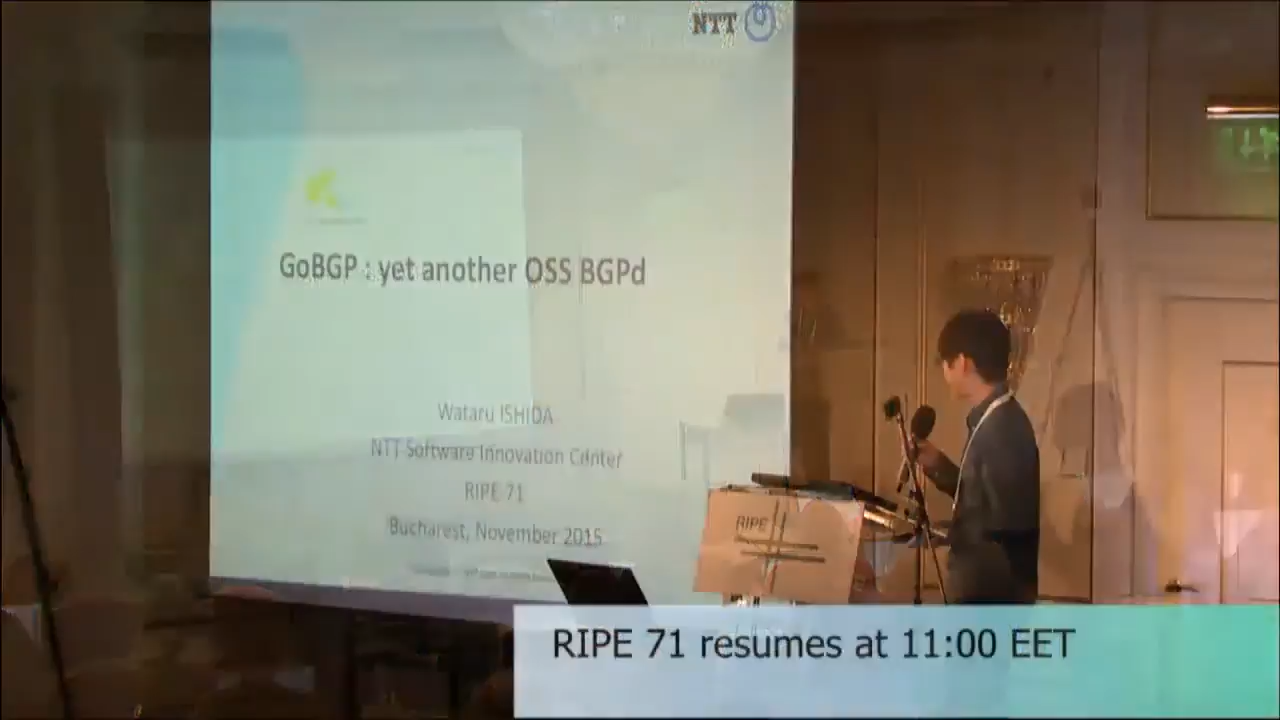 NTT
GoBGP : yet another OSS BGPd
Wataru ISHIDA
NTT Software Innovation Center
RIPE 71
Bucharest, November 2015
RIPE
RIPE 71 resumes at 11:00 EET